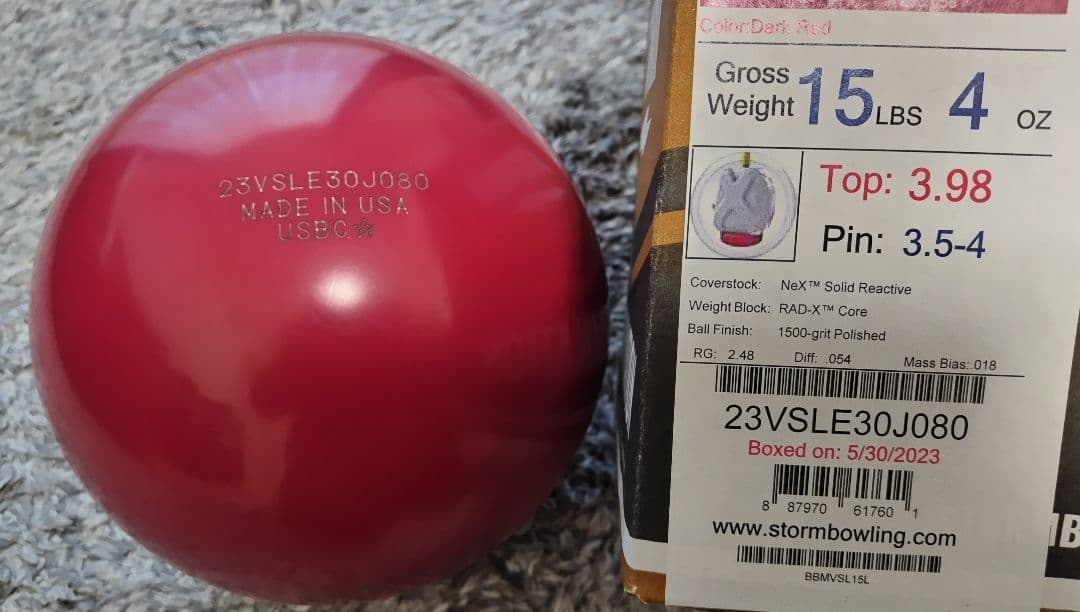 23VSLE30J080
MADE IN USA
USBC☆
Color:Dark Red
Gross Weight 15 LBS 4 OZ
Top: 3.98
Pin: 3.5-4
Coverstock: NeX™ Solid Reactive
Weight Block: RAD-X™ Core
Ball Finish: 1500-grit Polished
RG: 2.48 Diff: .054 Mass Bias:.018
23VSLE30J080
Boxed on: 5/30/2023
8 87970 61760 1
www.stormbowling.com
BBMVSL15L